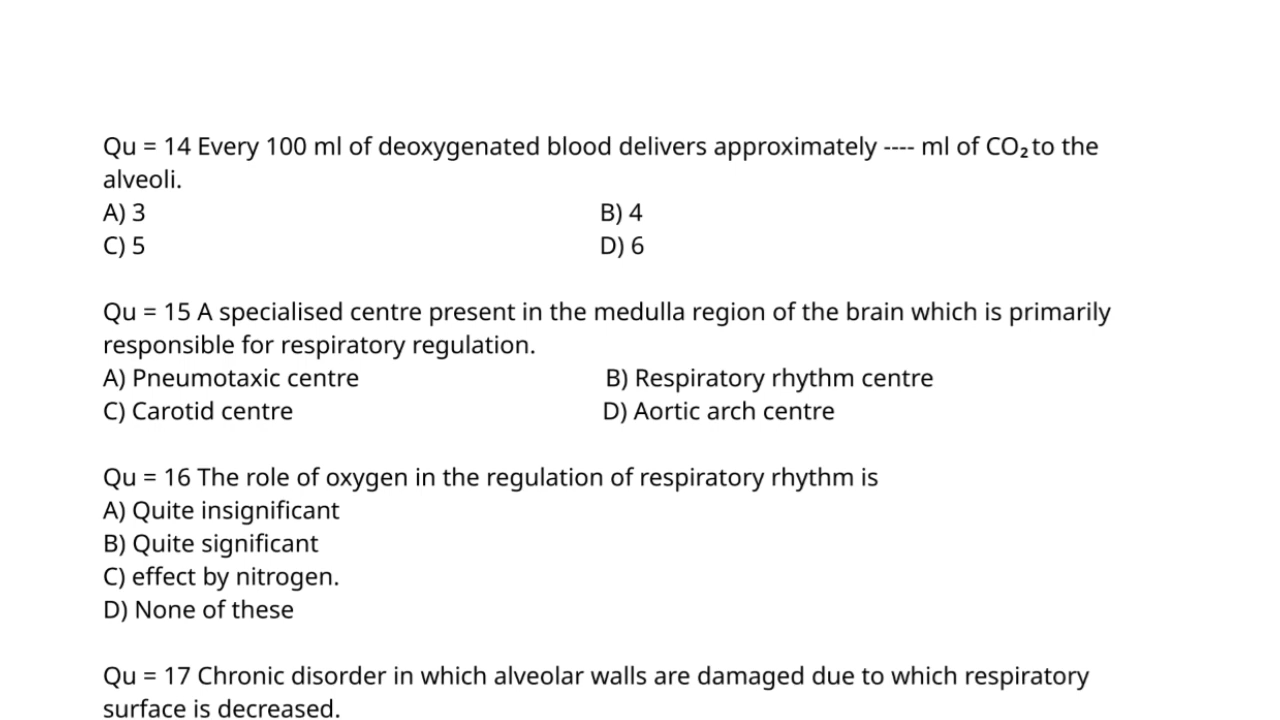 Qu = 14 Every 100 ml of deoxygenated blood delivers approximately ---- ml of CO₂ to the
alveoli.
A) 3 B) 4
C) 5 D) 6
Qu = 15 A specialised centre present in the medulla region of the brain which is primarily
responsible for respiratory regulation.
A) Pneumotaxic centre B) Respiratory rhythm centre
C) Carotid centre D) Aortic arch centre
Qu = 16 The role of oxygen in the regulation of respiratory rhythm is
A) Quite insignificant
B) Quite significant
C) effect by nitrogen.
D) None of these
Qu = 17 Chronic disorder in which alveolar walls are damaged due to which respiratory
surface is decreased.